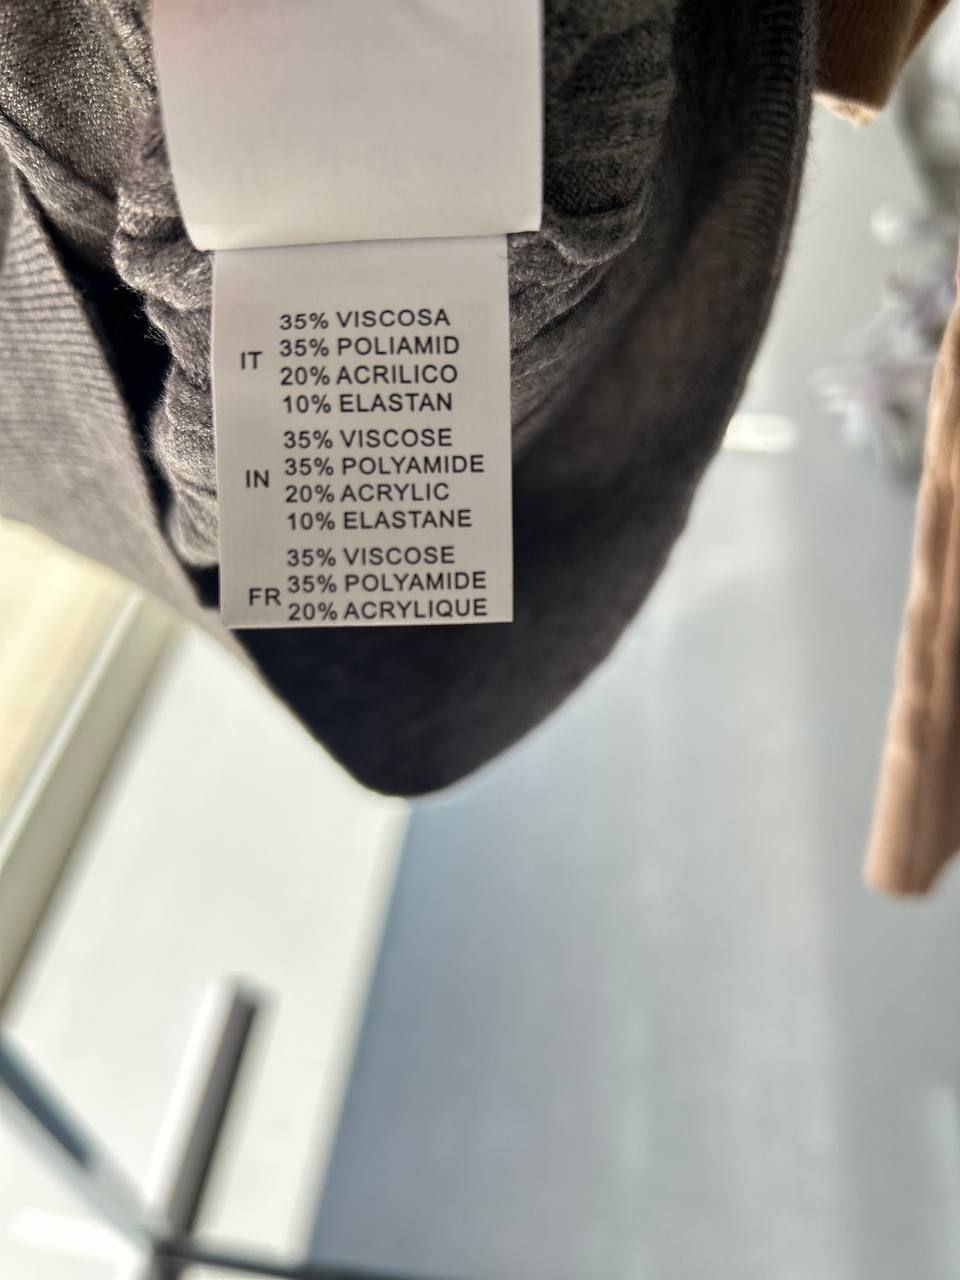 35% VISCOSA
IT 35% POLIAMID
20% ACRILICO
10% ELASTAN
35% VISCOSE
IN 35% POLYAMIDE
20% ACRYLIC
10% ELASTANE
35% VISCOSE
FR 35% POLYAMIDE
20% ACRYLIQUE